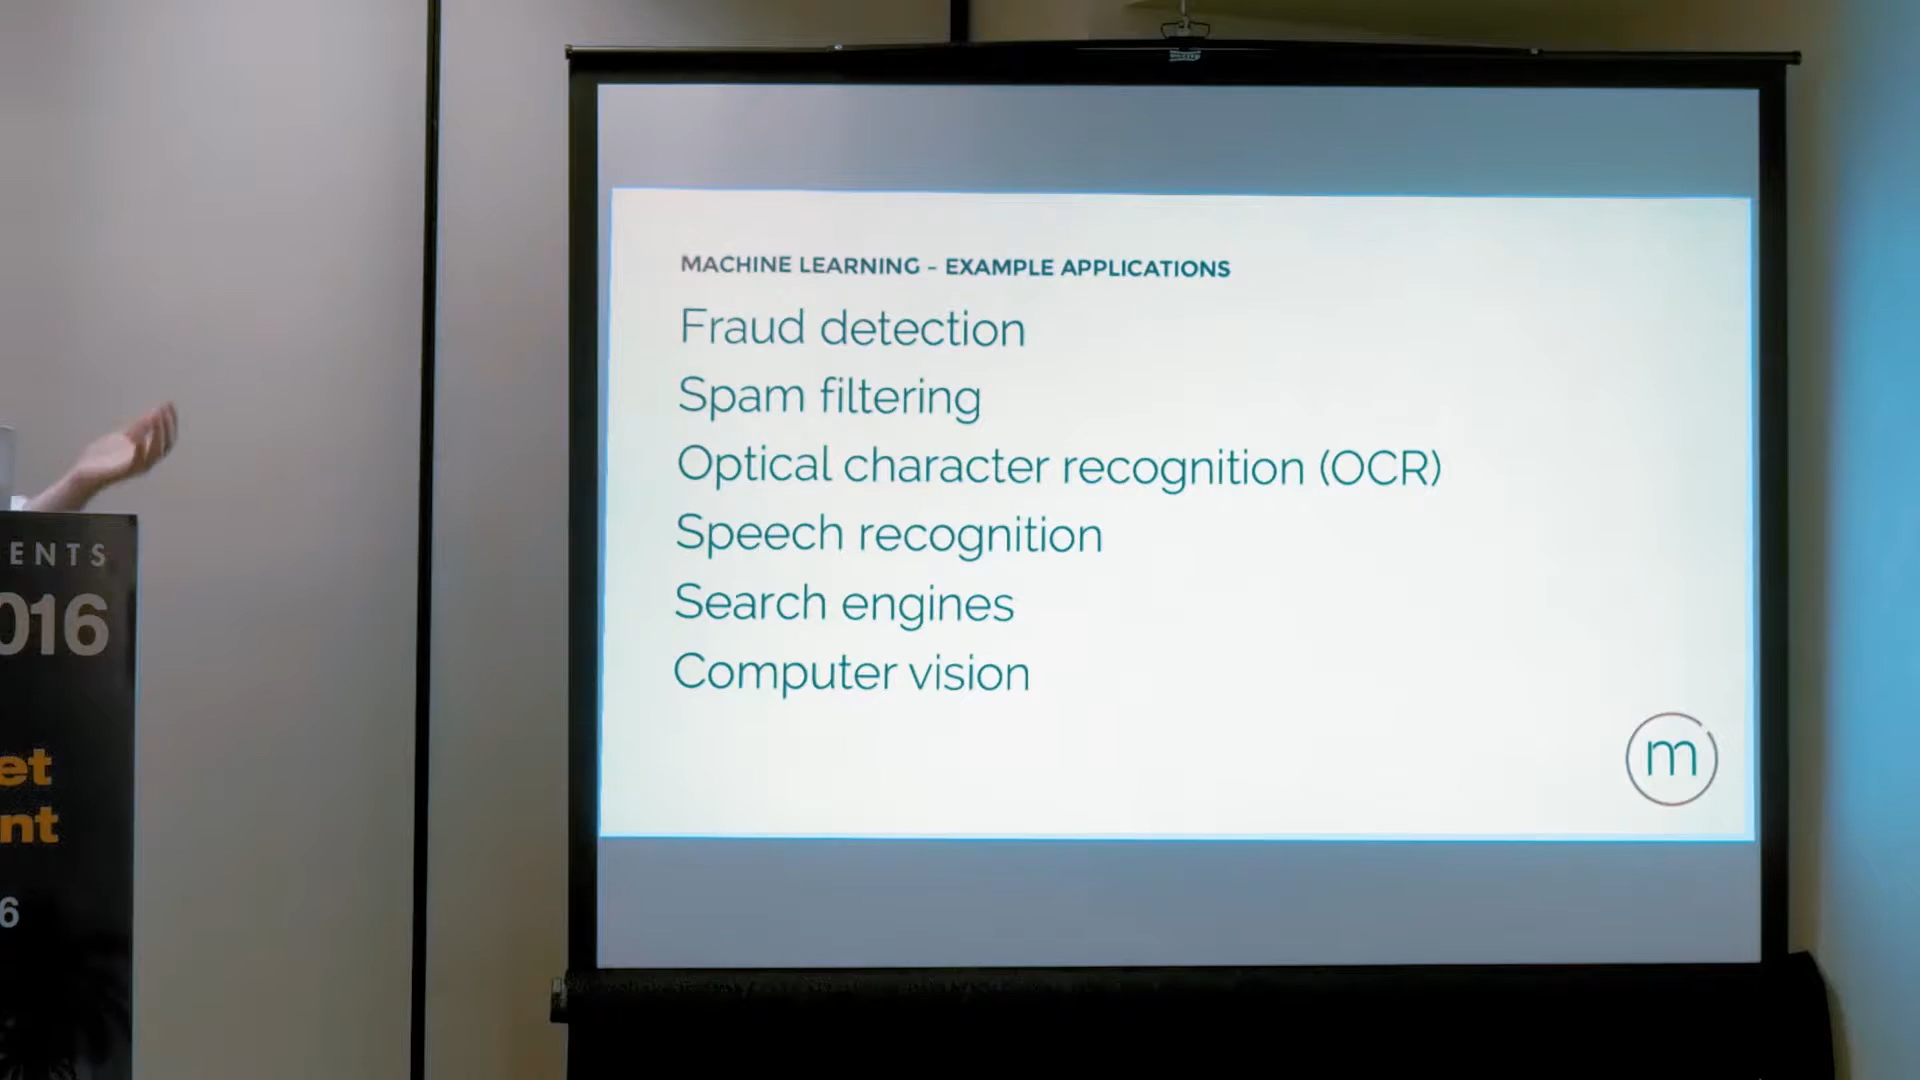 MACHINE LEARNING – EXAMPLE APPLICATIONS
Fraud detection
Spam filtering
Optical character recognition (OCR)
Speech recognition
Search engines
Computer vision
m
ENTS
016
et
nt
6